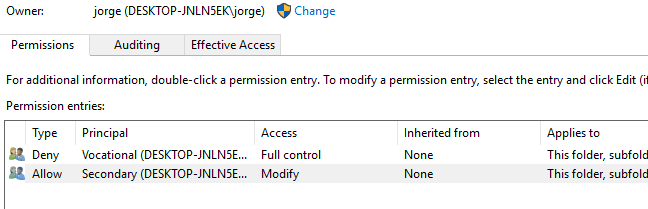 Owner: jorge (DESKTOP-JNLN5EK\jorge) Change
Permissions Auditing Effective Access
For additional information, double-click a permission entry. To modify a permission entry, select the entry and click Edit (if
Permission entries:
Type Principal Access Inherited from Applies to
Deny Vocational (DESKTOP-JNLN5E... Full control None This folder, subfold
Allow Secondary (DESKTOP-JNLN5E... Modify None This folder, subfold